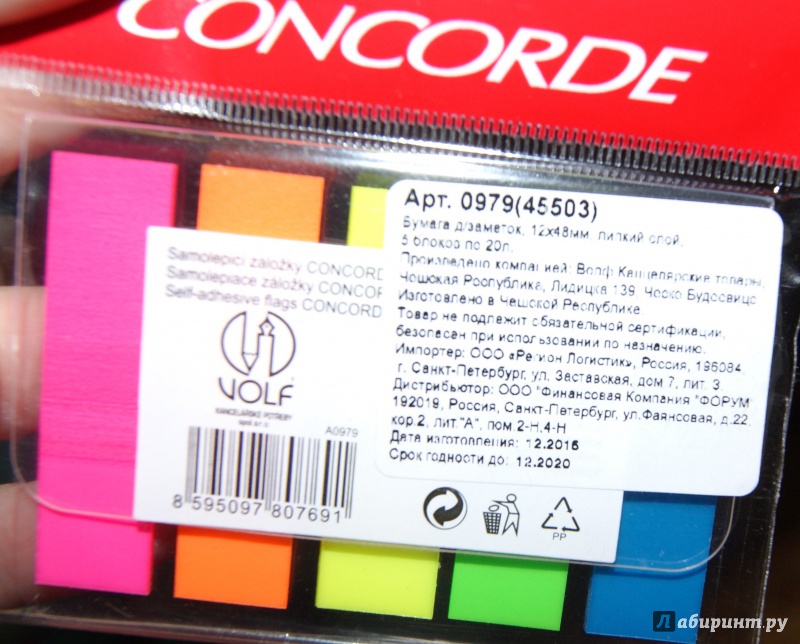 CONCORDE
Samolepicí záložky CONCORD
Samolepiace záložky CONCOR
Self-adhesive flags CONCORD
VOLF
KANCELÁŘSKÉ POTŘEBY
spol. s r. o.
A0979
8 595097 807691
PP
Арт. 0979(45503)
Бумага д/заметок, 12х48мм, липкий слой,
5 блоков по 20л.
Произведено компанией: Волф Канцелярские товары,
Чешская Республика, Лидицка 139, Ческо Будеовице
Изготовлено в Чешской Республике.
Товар не подлежит обязательной сертификации,
безопасен при использовании по назначению.
Импортер: ООО «Регион Логистик», Россия, 196084,
г. Санкт-Петербург, ул. Заставская, дом 7, лит. З
Дистрибьютор: ООО "Финансовая Компания "ФОРУМ"
192019, Россия, Санкт-Петербург, ул.Фаянсовая, д.22,
кор.2, лит."А", пом.2-Н,4-Н
Дата изготовления: 12.2016
Срок годности до: 12.2020
Лабиринт.ру